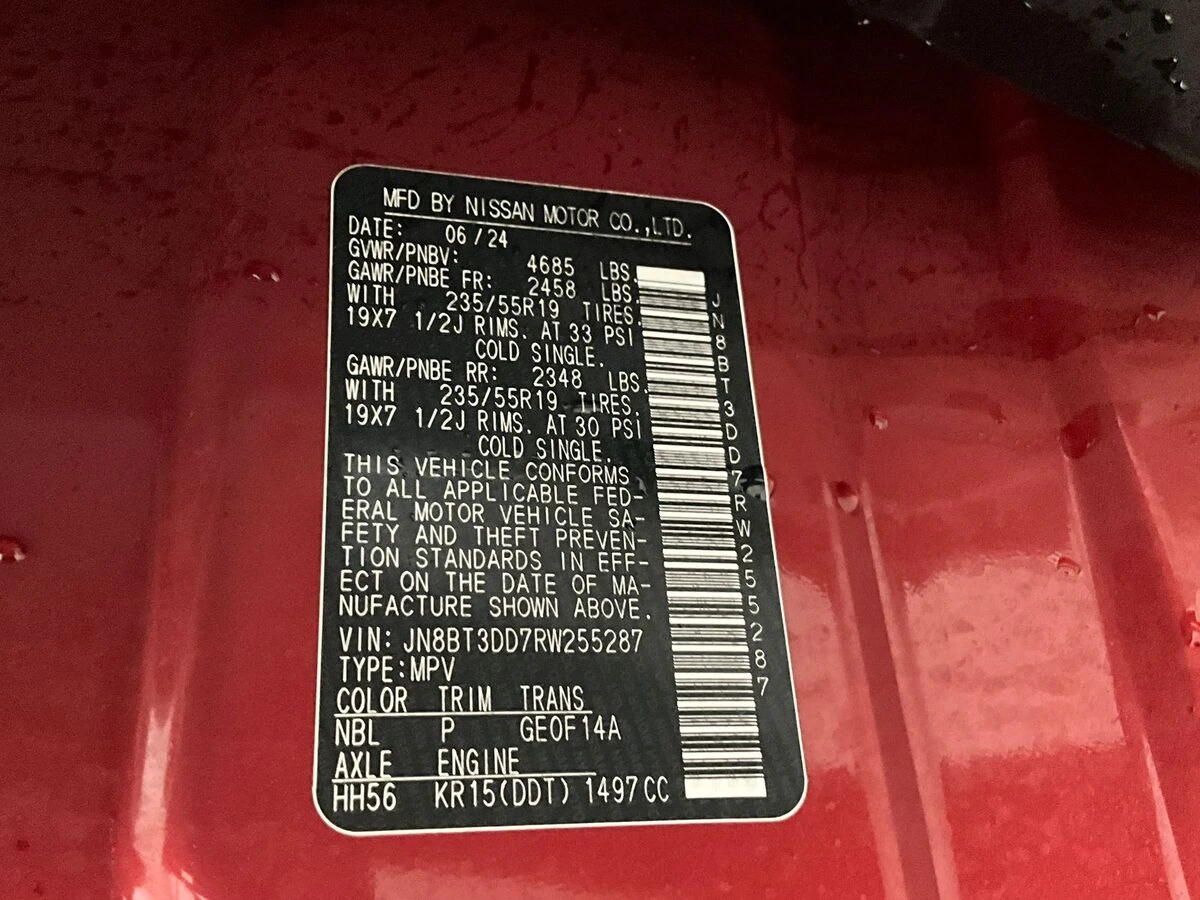 MFD BY NISSAN MOTOR CO.,LTD.
DATE: 06/24
GVWR/PNBV: 4685 LBS.
GAWR/PNBE FR: 2458 LBS.
WITH 235/55R19 TIRES.
19X7 1/2J RIMS. AT 33 PSI
COLD SINGLE.
GAWR/PNBE RR: 2348 LBS.
WITH 235/55R19 TIRES.
19X7 1/2J RIMS. AT 30 PSI
COLD SINGLE.
THIS VEHICLE CONFORMS
TO ALL APPLICABLE FED-
ERAL MOTOR VEHICLE SA-
FETY AND THEFT PREVEN-
TION STANDARDS IN EFF-
ECT ON THE DATE OF MA-
NUFACTURE SHOWN ABOVE.
VIN: JN8BT3DD7RW255287
TYPE:MPV
COLOR TRIM TRANS
NBL P GE0F14A
AXLE ENGINE
HH56 KR15(DDT) 1497CC
JN8BT3DD7RW255287